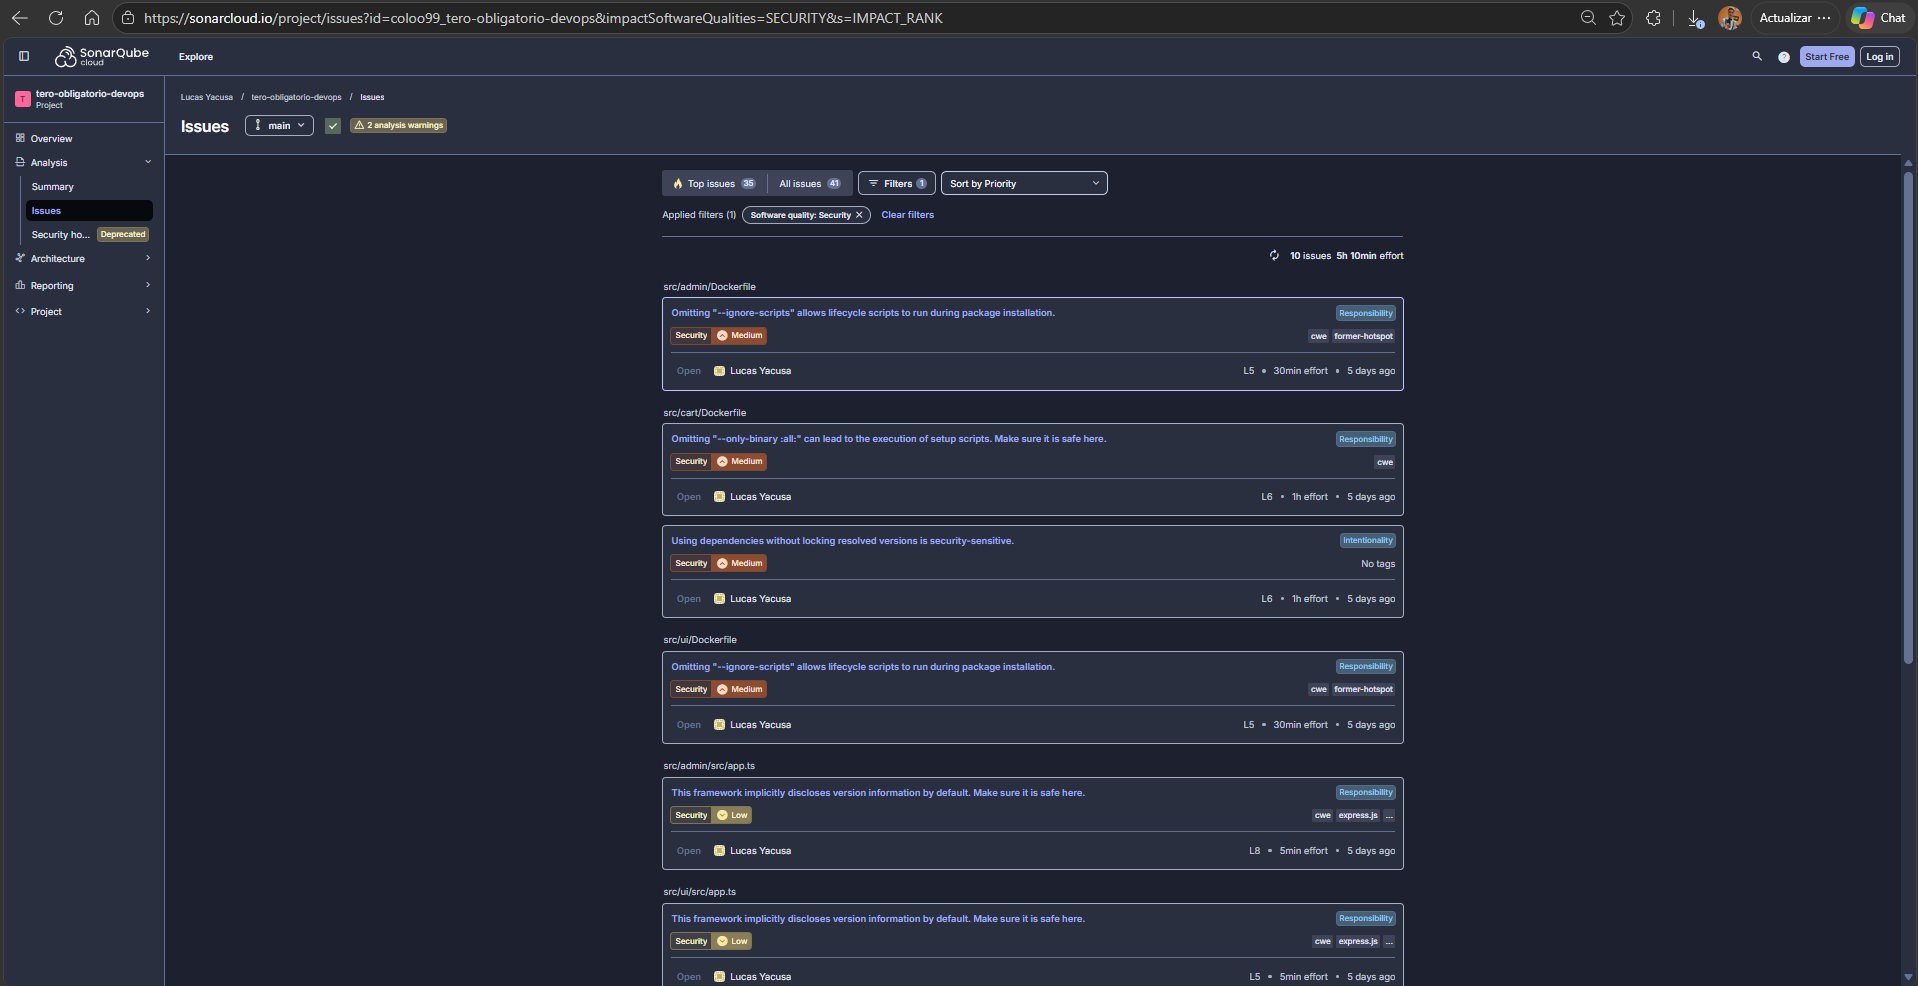 https://sonarcloud.io/project/issues?id=coloo99_tero-obligatorio-devops&impactSoftwareQualities=SECURITY&s=IMPACT_RANK
Actualizar ...
Chat
SonarQube cloud
Explore
Start Free
Log in
T
tero-obligatorio-devops
Project
Overview
Analysis
Summary
Issues
Security ho... Deprecated
Architecture
Reporting
Project
Lucas Yacusa / tero-obligatorio-devops / Issues
Issues main 2 analysis warnings
Top issues 35 All issues 41 Filters 1 Sort by Priority
Applied filters (1) Software quality: Security Clear filters
10 issues 5h 10min effort
src/admin/Dockerfile
Omitting "--ignore-scripts" allows lifecycle scripts to run during package installation. Responsibility
Security Medium cwe former-hotspot
Open Lucas Yacusa L5 • 30min effort • 5 days ago
src/cart/Dockerfile
Omitting "--only-binary :all:" can lead to the execution of setup scripts. Make sure it is safe here. Responsibility
Security Medium cwe
Open Lucas Yacusa L6 • 1h effort • 5 days ago
Using dependencies without locking resolved versions is security-sensitive. Intentionality
Security Medium No tags
Open Lucas Yacusa L6 • 1h effort • 5 days ago
src/ui/Dockerfile
Omitting "--ignore-scripts" allows lifecycle scripts to run during package installation. Responsibility
Security Medium cwe former-hotspot
Open Lucas Yacusa L5 • 30min effort • 5 days ago
src/admin/src/app.ts
This framework implicitly discloses version information by default. Make sure it is safe here. Responsibility
Security Low cwe express.js ...
Open Lucas Yacusa L8 • 5min effort • 5 days ago
src/ui/src/app.ts
This framework implicitly discloses version information by default. Make sure it is safe here. Responsibility
Security Low cwe express.js ...
Open Lucas Yacusa L5 • 5min effort • 5 days ago